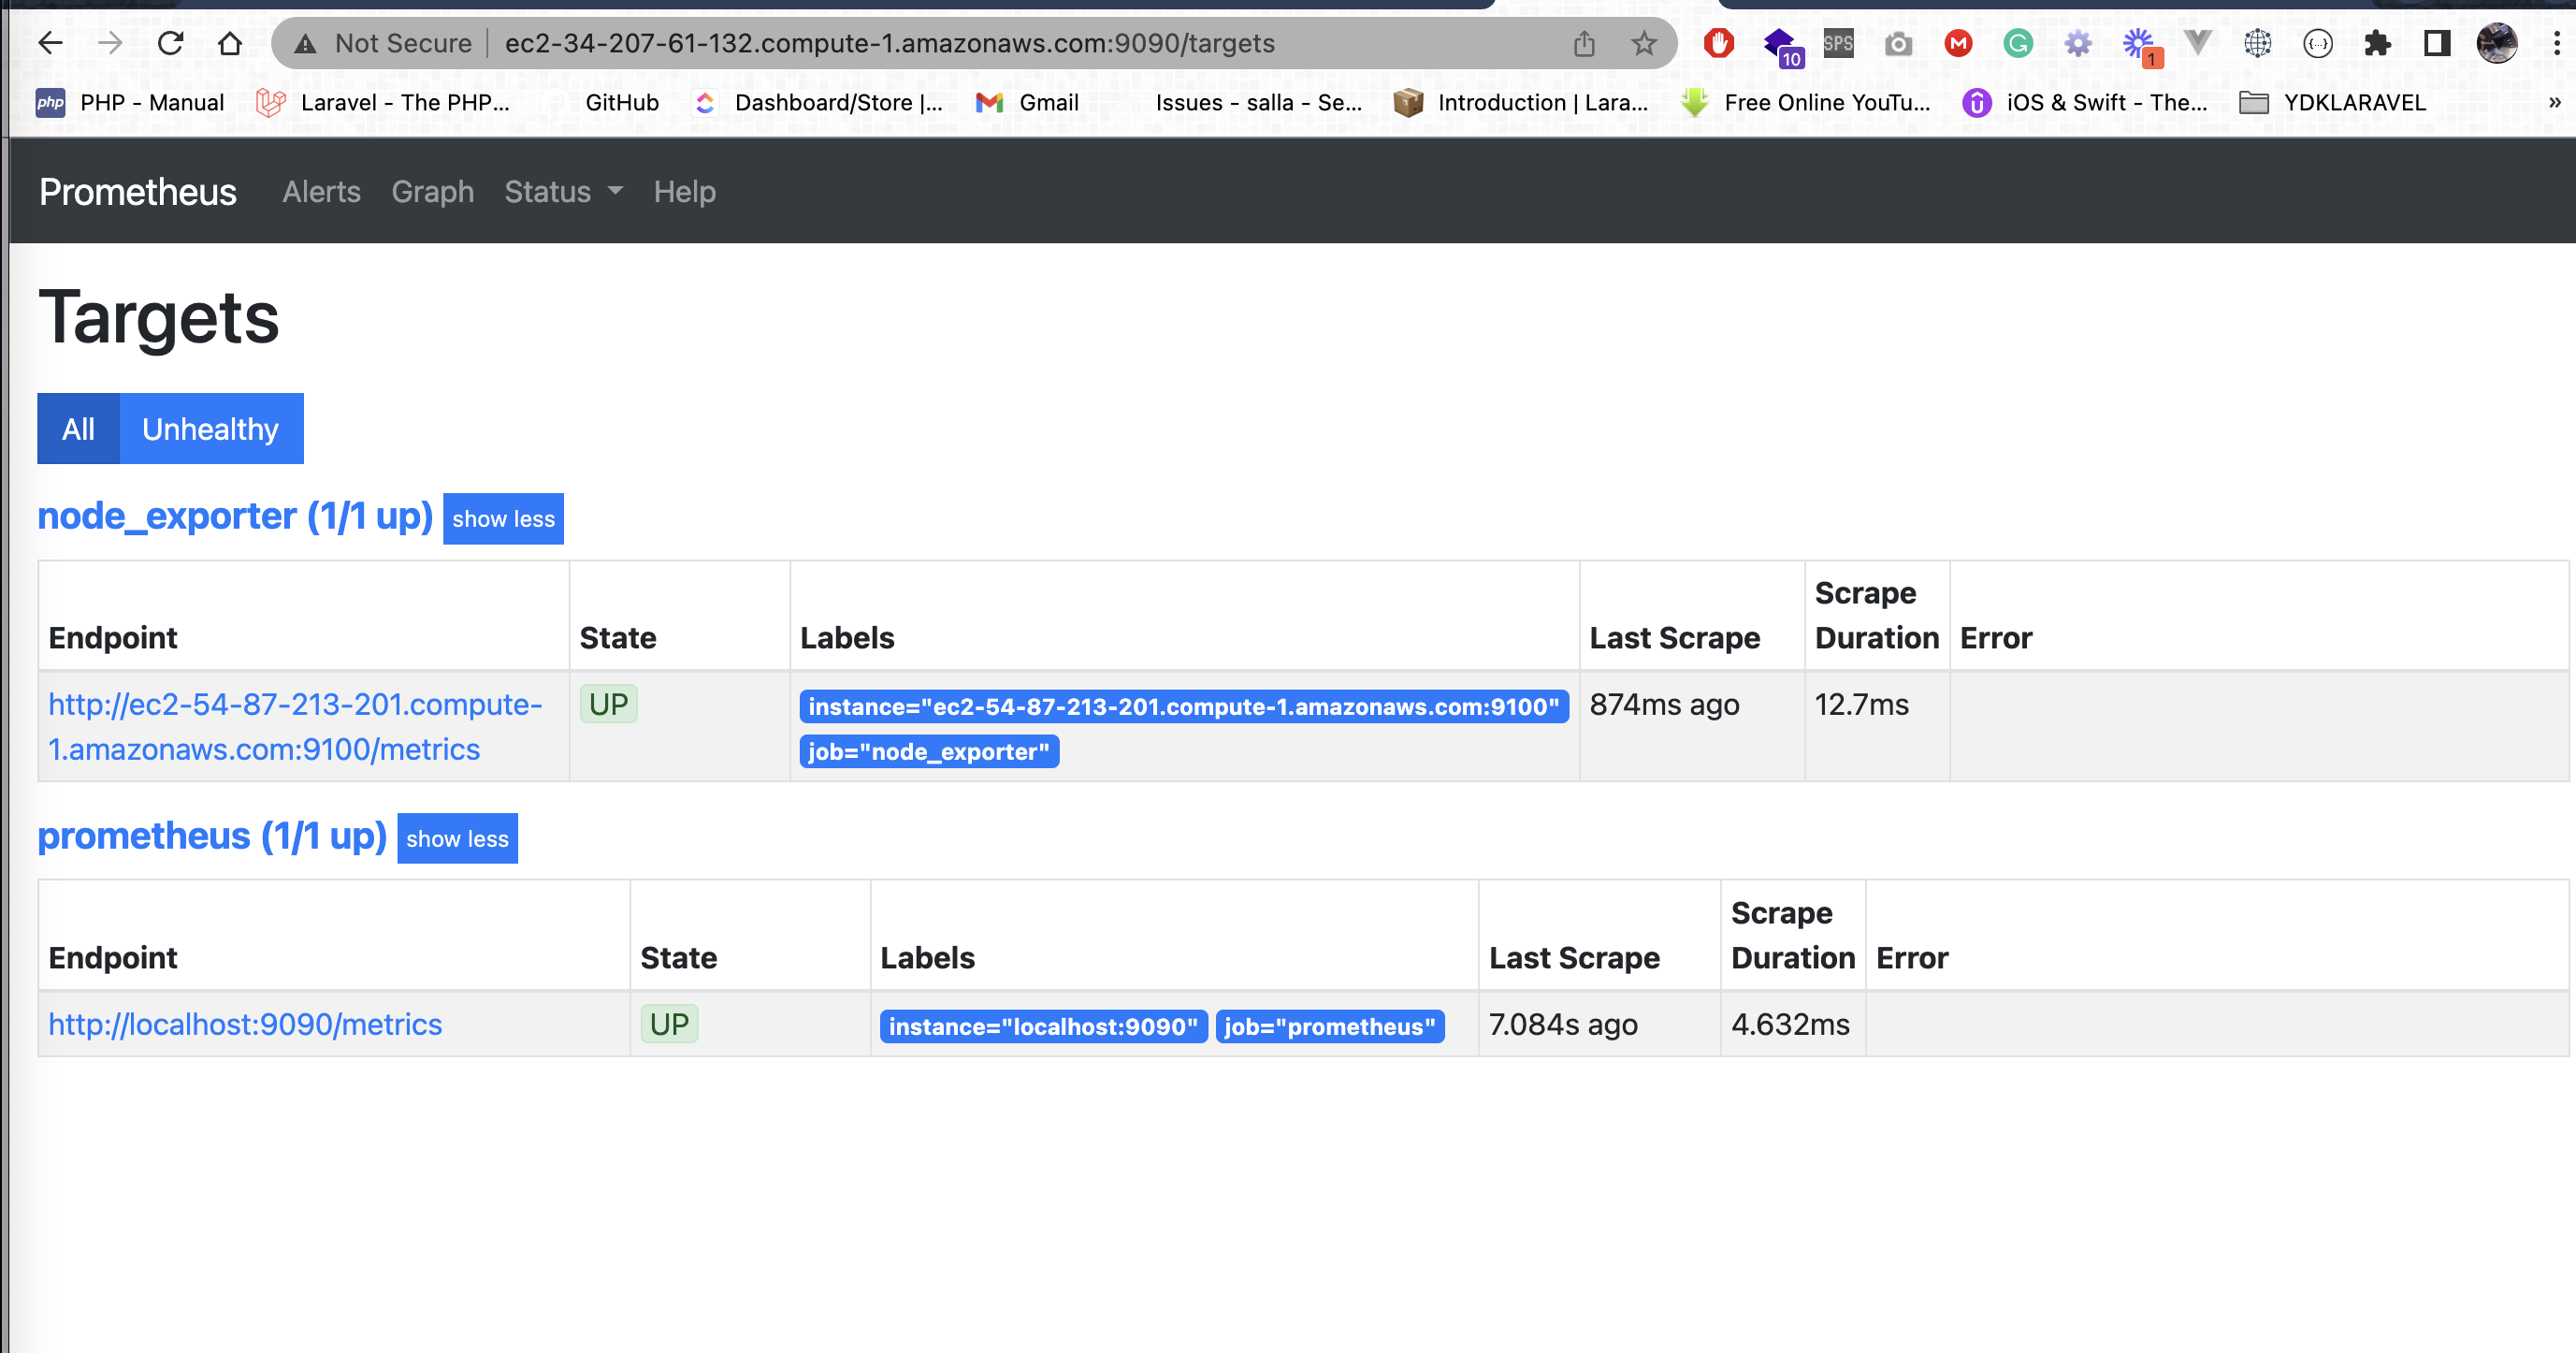 Not Secure ec2-34-207-61-132.compute-1.amazonaws.com:9090/targets
SPS
10
M
G
1
{...}
php PHP - Manual Laravel - The PHP... GitHub Dashboard/Store |... Gmail Issues - salla - Se... Introduction | Lara... Free Online YouTu... iOS & Swift - The... YDKLARAVEL »
Prometheus Alerts Graph Status Help
Targets
All Unhealthy
node_exporter (1/1 up) show less
Endpoint State Labels Last Scrape Scrape Duration Error
http://ec2-54-87-213-201.compute-
1.amazonaws.com:9100/metrics
UP
instance="ec2-54-87-213-201.compute-1.amazonaws.com:9100"
job="node_exporter"
874ms ago
12.7ms
prometheus (1/1 up) show less
Endpoint State Labels Last Scrape Scrape Duration Error
http://localhost:9090/metrics UP instance="localhost:9090" job="prometheus" 7.084s ago 4.632ms